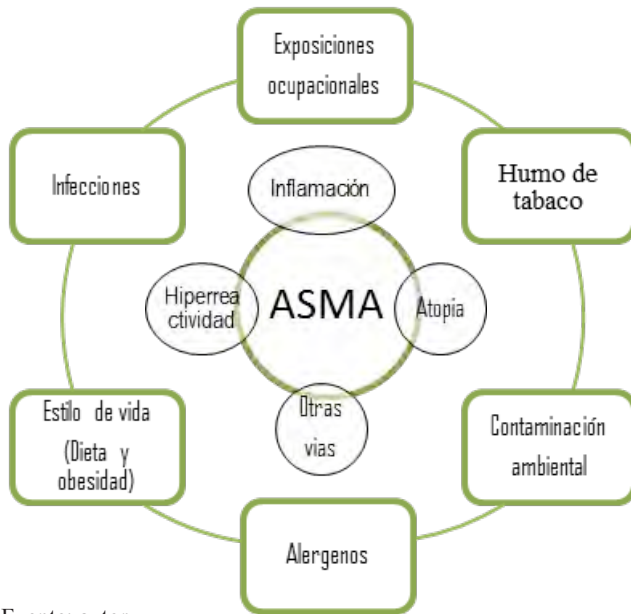 Exposiciones
ocupacionales
Infecciones
Humo de
tabaco
Inflamación
Hiperrea
ctividad
ASMA
Atopía
Otras
vias
Estilo de vida
(Dieta y
obesidad)
Contaminación
ambiental
Alergenos